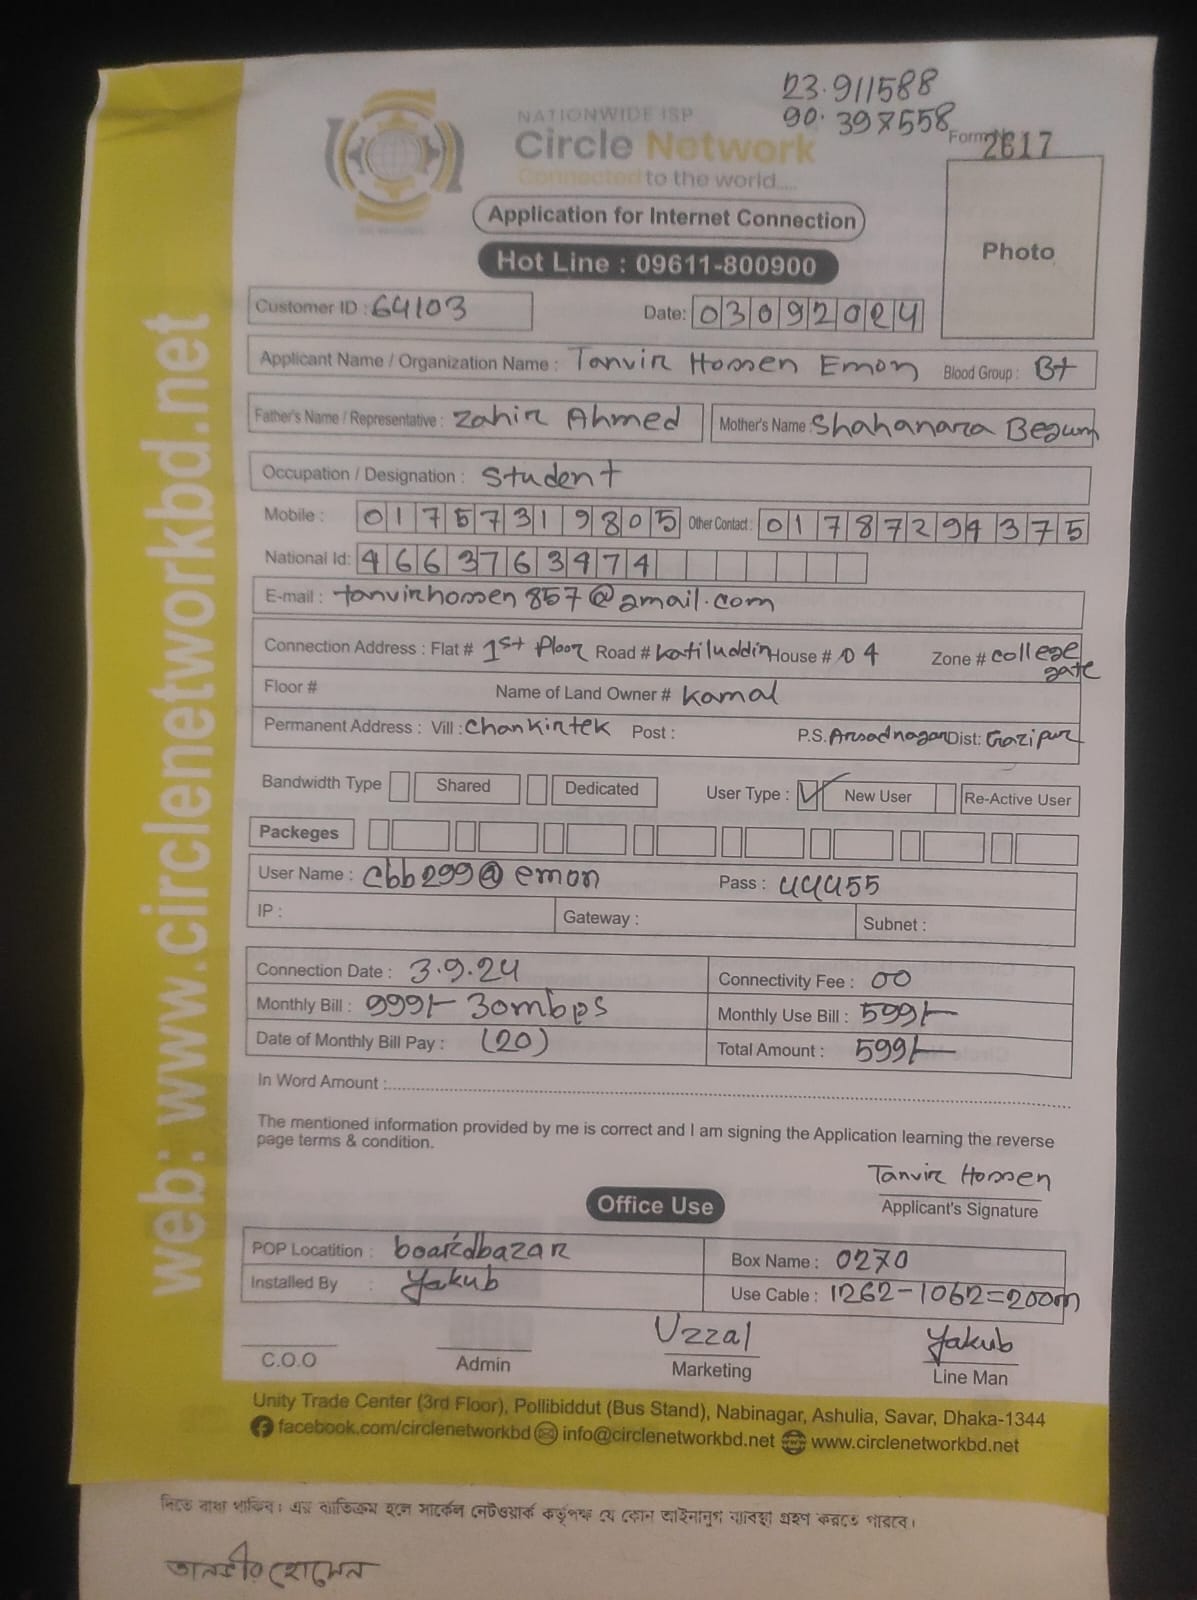 23.911588
90.397558
NATIONWIDE ISP
Circle Network
Connected to the world....
Form 2617
Application for Internet Connection
Photo
Hot Line : 09611-800900
Customer ID : 64103 Date: 03092024
Applicant Name / Organization Name : Tanvir Hossen Emon Blood Group : B+
Father's Name / Representative : Zahir Ahmed Mother's Name : Shahanara Begum
Occupation / Designation : Student
Mobile : 01757319805 Other Contact : 01787294375
National Id: 4663763474
E-mail : tanvirhossen857@gmail.com
Connection Address : Flat # 1st floor Road # Katiluddin House # 04 Zone # college gate
Floor # Name of Land Owner # Kamal
Permanent Address : Vill : Chankirtek Post : P.S. Arsadnagar Dist: Gazipur
Bandwidth Type Shared Dedicated User Type : ✓ New User Re-Active User
Packeges
User Name : cbb299@emon Pass : 44455
IP : Gateway : Subnet :
Connection Date : 3.9.24 Connectivity Fee : 00
Monthly Bill : 999/- 30mbps Monthly Use Bill : 599/-
Date of Monthly Bill Pay : (20) Total Amount : 599/-
In Word Amount :
The mentioned information provided by me is correct and I am signing the Application learning the reverse
page terms & condition.
Tanvir Hossen
Applicant's Signature
Office Use
POP Locatition : boardbazar Box Name : 0270
Installed By : Yakub Use Cable : 1262-1062=200m
Uzzal Yakub
C.O.O Admin Marketing Line Man
Unity Trade Center (3rd Floor), Pollibiddut (Bus Stand), Nabinagar, Ashulia, Savar, Dhaka-1344
facebook.com/circlenetworkbd info@circlenetworkbd.net www.circlenetworkbd.net
web: www.circlenetworkbd.net
দিতে বাধ্য থাকিব। এর ব্যতিক্রম হলে সার্কেল নেটওয়ার্ক কর্তৃপক্ষ যে কোন আইনানুগ ব্যবস্থা গ্রহণ করতে পারবে।
তানভীর হোসেন